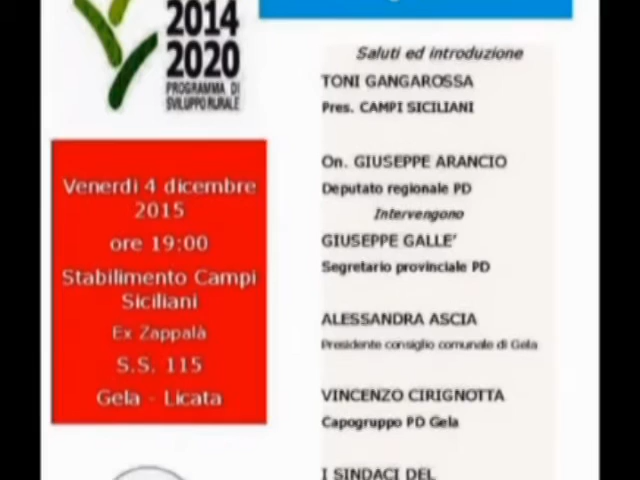 2014
2020
PROGRAMMA DI
SVILUPPO RURALE
Venerdi 4 dicembre
2015
ore 19:00
Stabilimento Campi
Siciliani
Ex Zappalà
S.S. 115
Gela - Licata
Saluti ed introduzione
TONI GANGAROSSA
Pres. CAMPI SICILIANI
On. GIUSEPPE ARANCIO
Deputato regionale PD
Intervengono
GIUSEPPE GALLE'
Segretario provinciale PD
ALESSANDRA ASCIA
Presidente consiglio comunale di Gela
VINCENZO CIRIGNOTTA
Capogruppo PD Gela
I SINDACI DEL